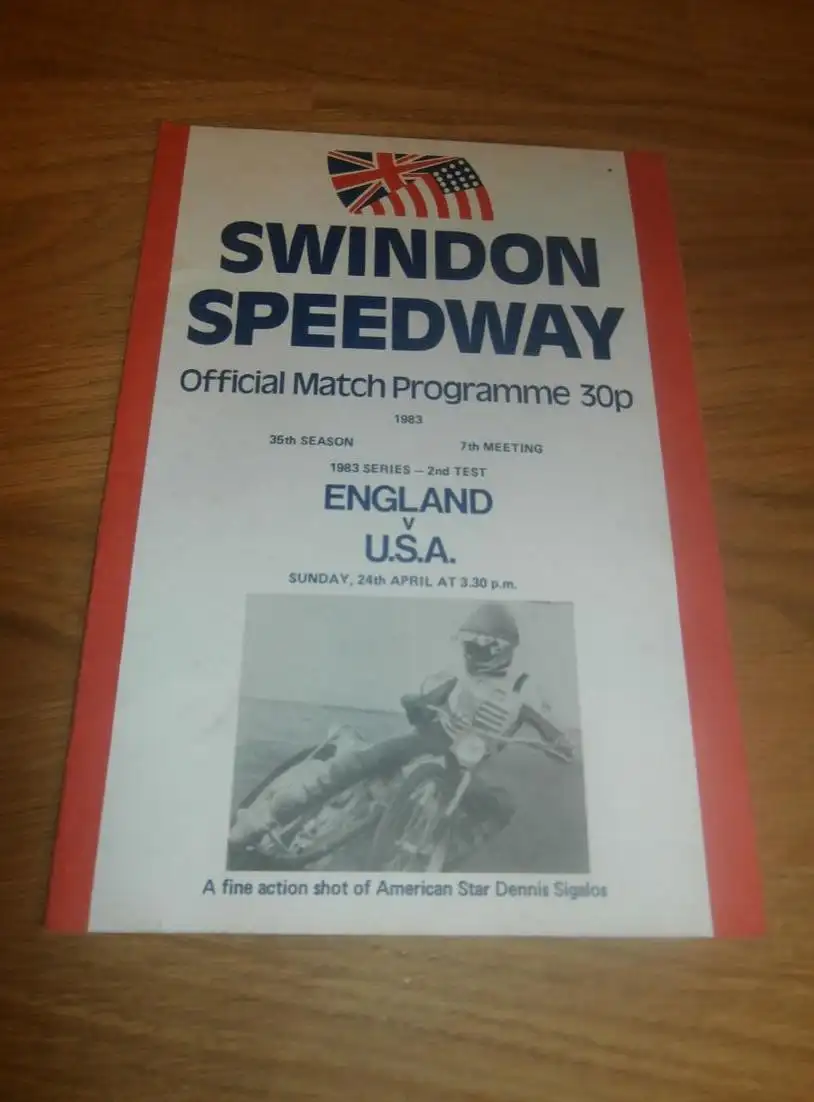 SWINDON
SPEEDWAY
Official Match Programme 30p
1983
35th SEASON 7th MEETING
1983 SERIES – 2nd TEST
ENGLAND
v
U.S.A.
SUNDAY, 24th APRIL AT 3.30 p.m.
A fine action shot of American Star Dennis Sigalos